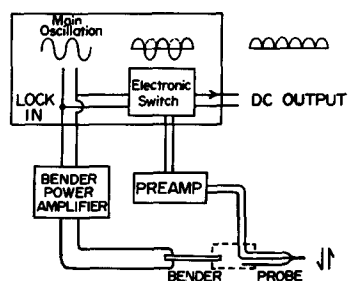 Main
Oscillation
LOCK
IN
Electronic
Switch
DC OUTPUT
BENDER
POWER
AMPLIFIER
PREAMP
BENDER
PROBE